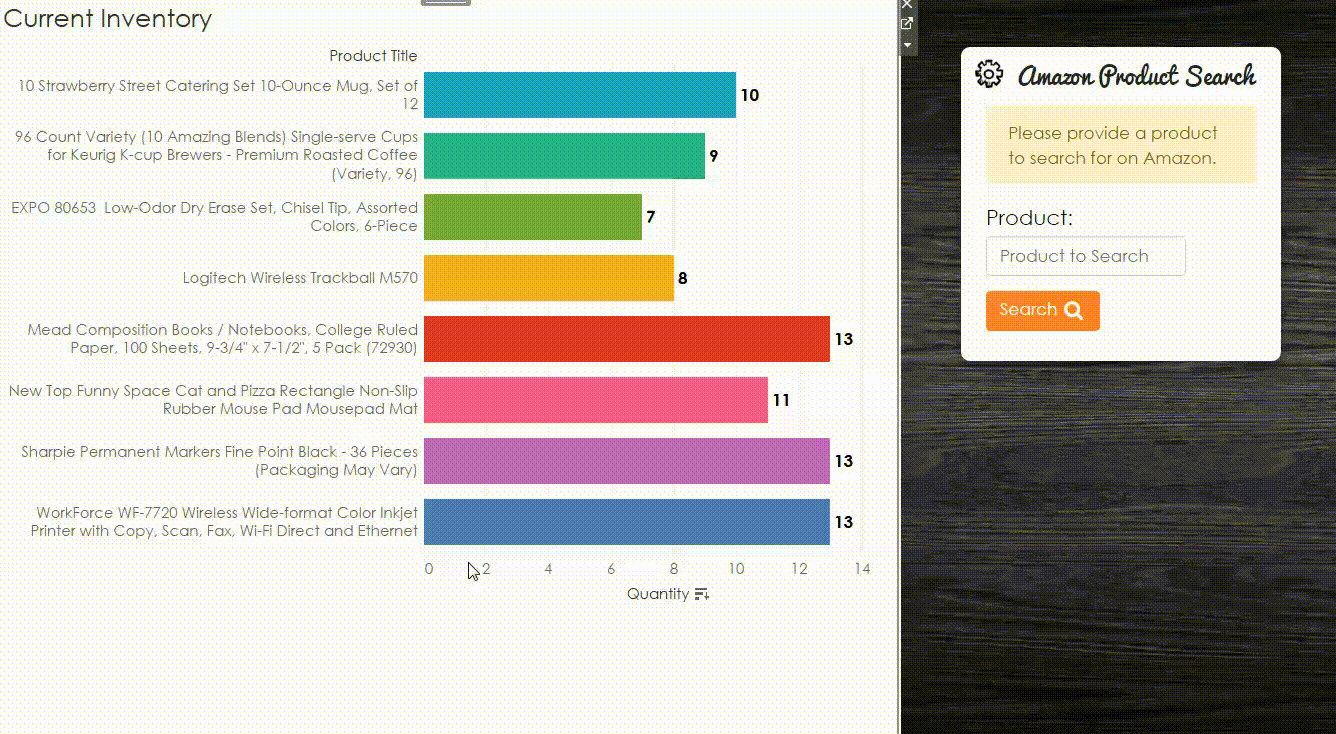 Current Inventory
Product Title
10 Strawberry Street Catering Set 10-Ounce Mug, Set of
12
10
96 Count Variety (10 Amazing Blends) Single-serve Cups
for Keurig K-cup Brewers - Premium Roasted Coffee
(Variety, 96)
9
EXPO 80653 Low-Odor Dry Erase Set, Chisel Tip, Assorted
Colors, 6-Piece
7
Logitech Wireless Trackball M570
8
Mead Composition Books / Notebooks, College Ruled
Paper, 100 Sheets, 9-3/4" x 7-1/2", 5 Pack (72930)
13
New Top Funny Space Cat and Pizza Rectangle Non-Slip
Rubber Mouse Pad Mousepad Mat
11
Sharpie Permanent Markers Fine Point Black - 36 Pieces
(Packaging May Vary)
13
WorkForce WF-7720 Wireless Wide-format Color Inkjet
Printer with Copy, Scan, Fax, Wi-Fi Direct and Ethernet
13
0 2 4 6 8 10 12 14
Quantity
Amazon Product Search
Please provide a product
to search for on Amazon.
Product:
Product to Search
Search